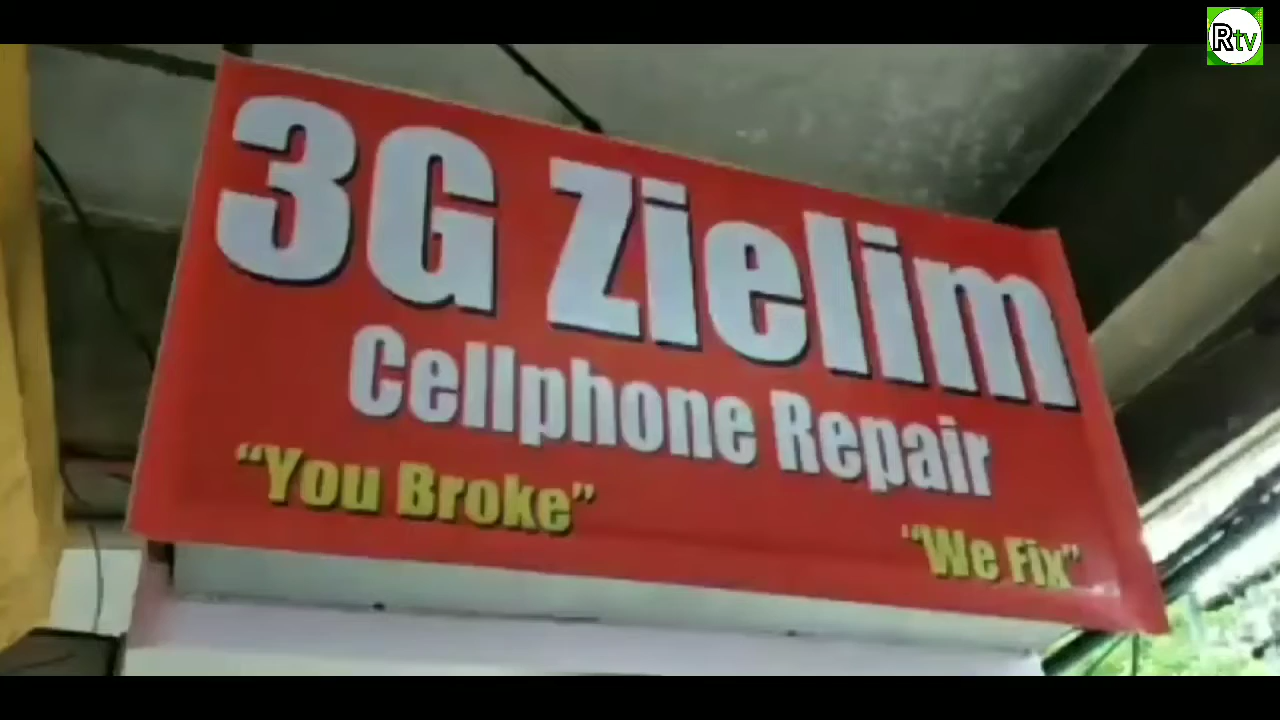 Rtv
3G Zielim
Cellphone Repair
“You Broke”
“We Fix”